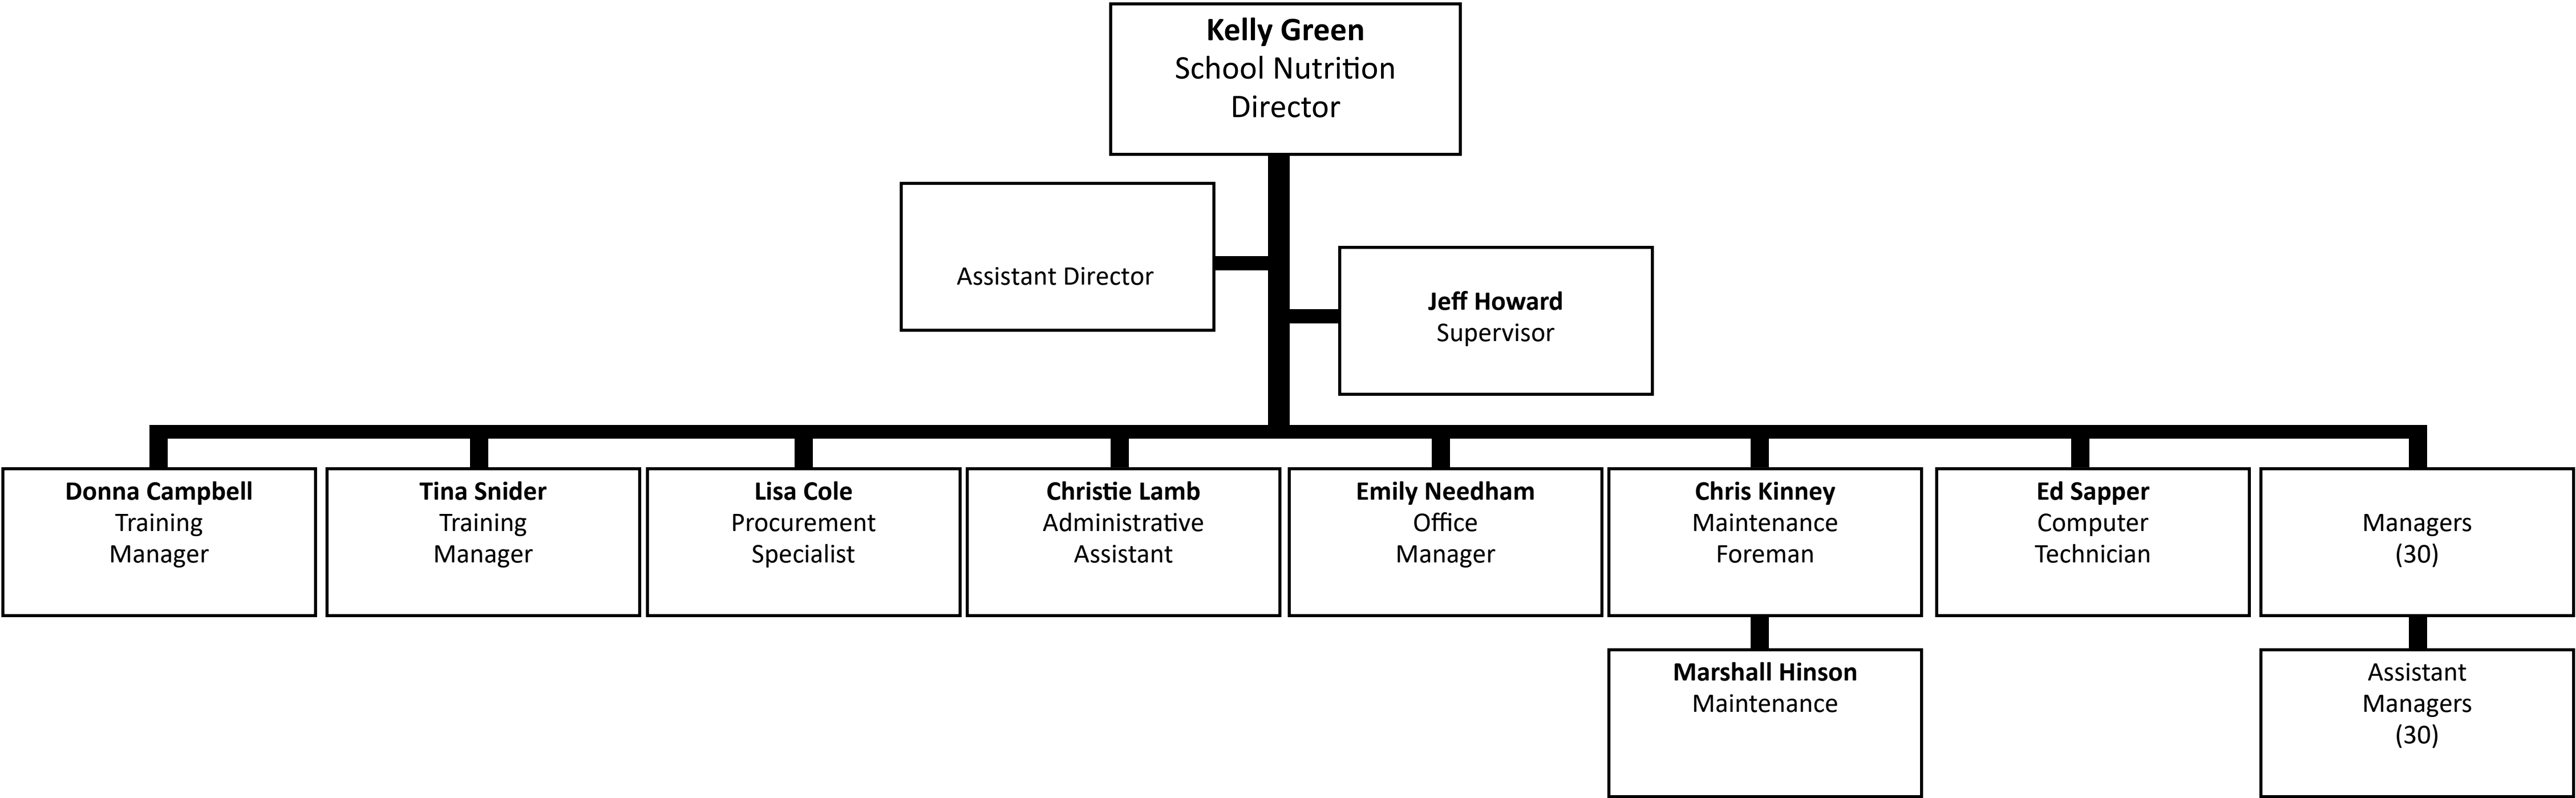 Kelly Green
School Nutrition
Director
Assistant Director
Jeff Howard
Supervisor
Donna Campbell
Training
Manager
Tina Snider
Training
Manager
Lisa Cole
Procurement
Specialist
Christie Lamb
Administrative
Assistant
Emily Needham
Office
Manager
Chris Kinney
Maintenance
Foreman
Ed Sapper
Computer
Technician
Managers
(30)
Marshall Hinson
Maintenance
Assistant
Managers
(30)